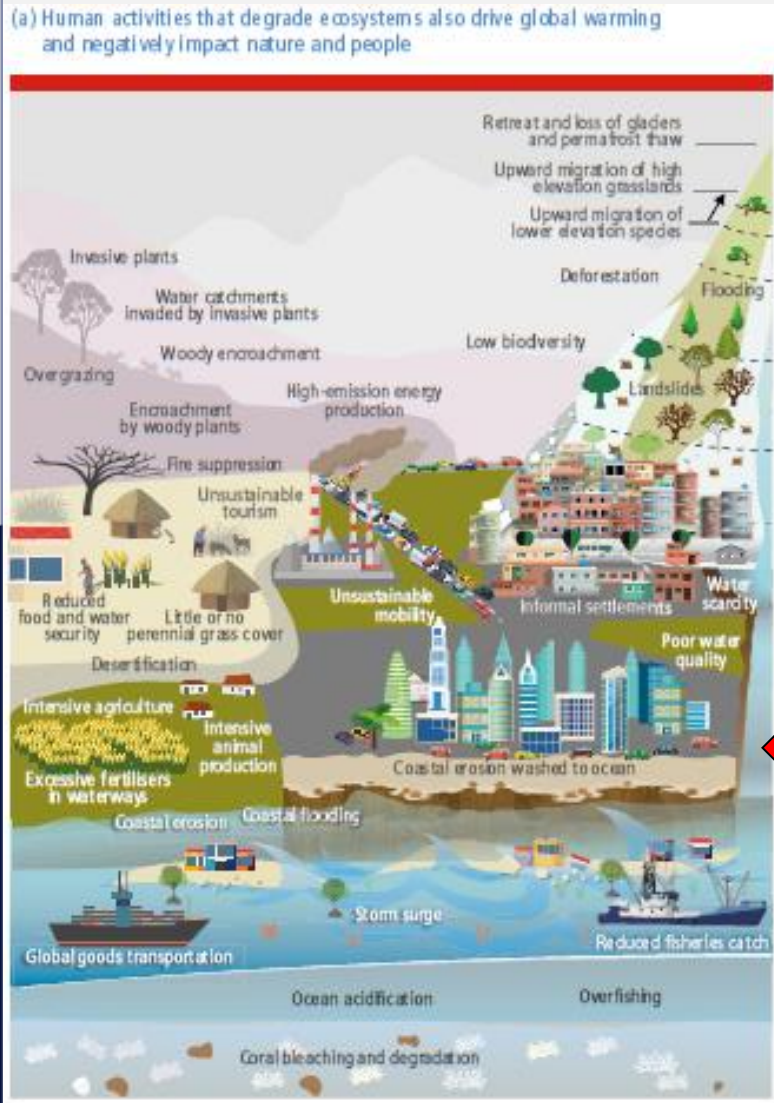 (a) Human activities that degrade ecosystems also drive global warming
and negatively impact nature and people
Retreat and loss of glaciers
and permafrost thaw
Upward migration of high
elevation grasslands
Upward migration of
lower elevation species
Invasive plants
Deforestation
Flooding
Water catchments
invaded by invasive plants
Low biodiversity
Woody encroachment
Overgrazing
High-emission energy
production
Landslides
Encroachment
by woody plants
Fire suppression
Unsustainable
tourism
Unsustainable
mobility
Informal settlements
Water
scarcity
Reduced
food and water
security
Little or no
perennial grass cover
Poor water
quality
Desertification
Intensive agriculture
Intensive
animal
production
Excessive fertilisers
in waterways
Coastal erosion washed to ocean
Coastal erosion
Coastal flooding
Storm surge
Global goods transportation
Reduced fisheries catch
Ocean acidification
Overfishing
Coral bleaching and degradation